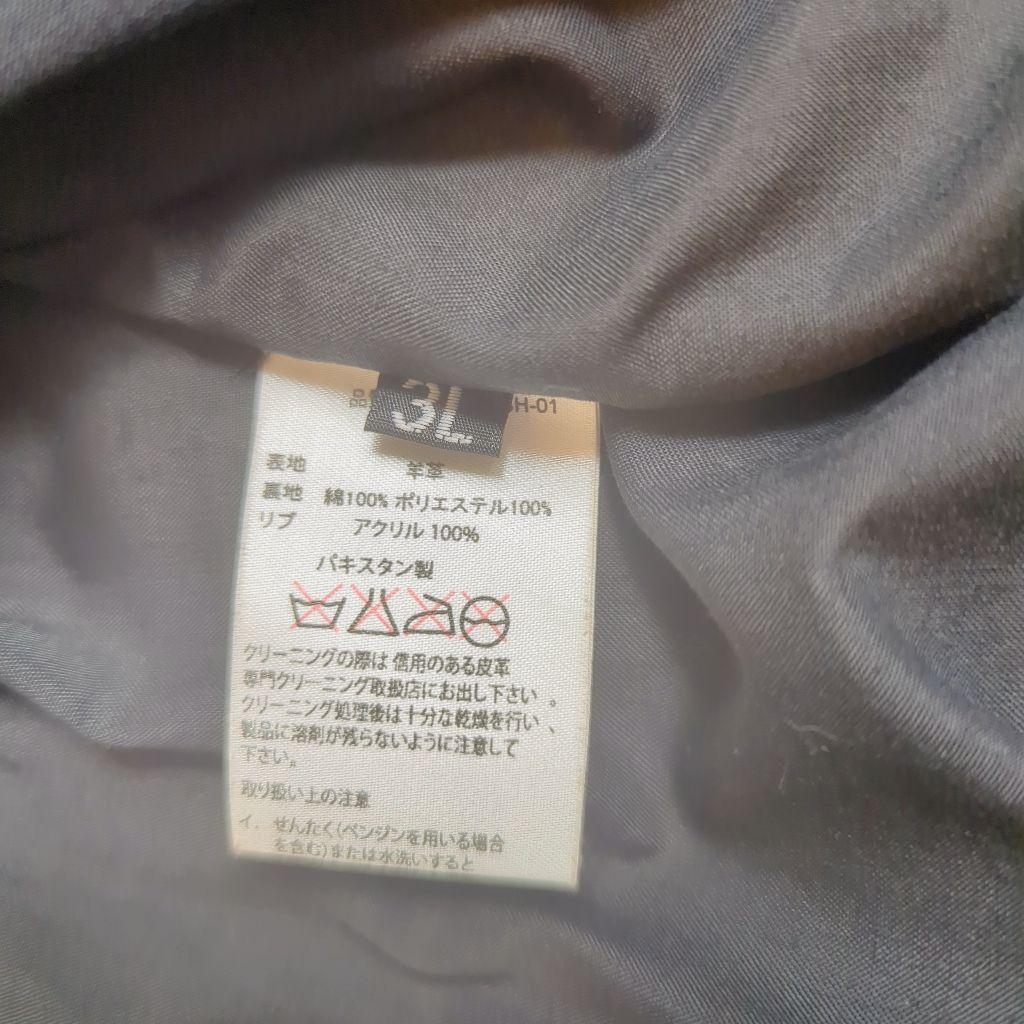 品
3L
SH-01
表地 羊革
裏地 綿100% ポリエステル100%
リブ アクリル 100%
パキスタン製
クリーニングの際は 信用のある皮革
専門クリーニング取扱店にお出し下さい 。
クリーニング処理後は十分な乾燥を行い 、
製品に溶剤が残らないように注意して
下さい。
取り扱い上の注意
イ. せんたく(ベンジンを用いる場合
を含む)または水洗いすると